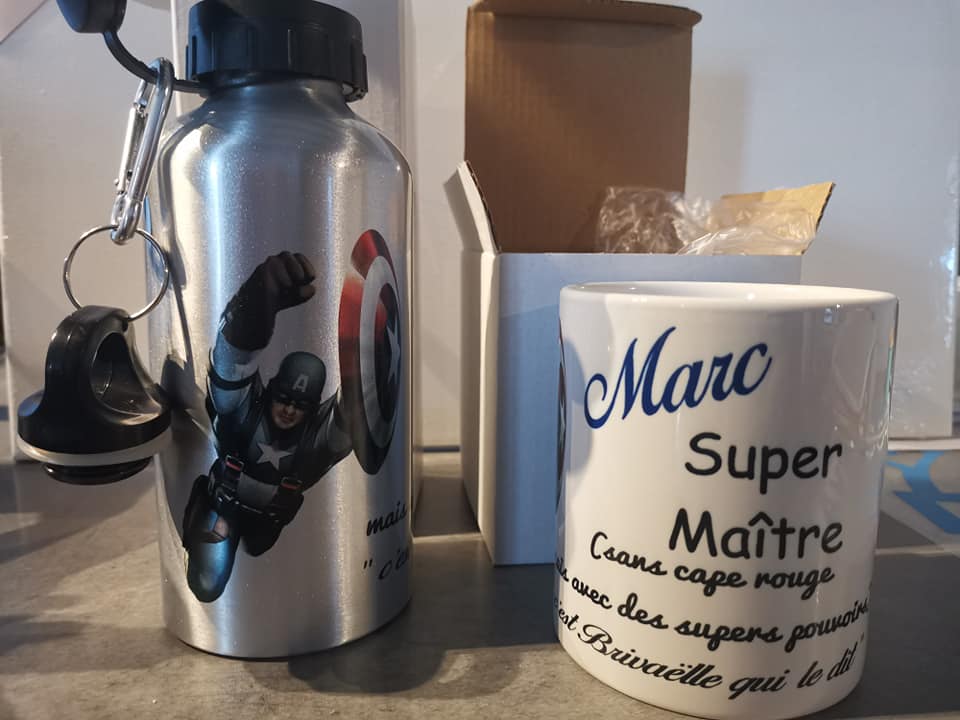 A
mais
"
Marc
Super
Maître
(sans cape rouge
avec des supers pouvoirs
c'est Brivaëlle qui le dit"